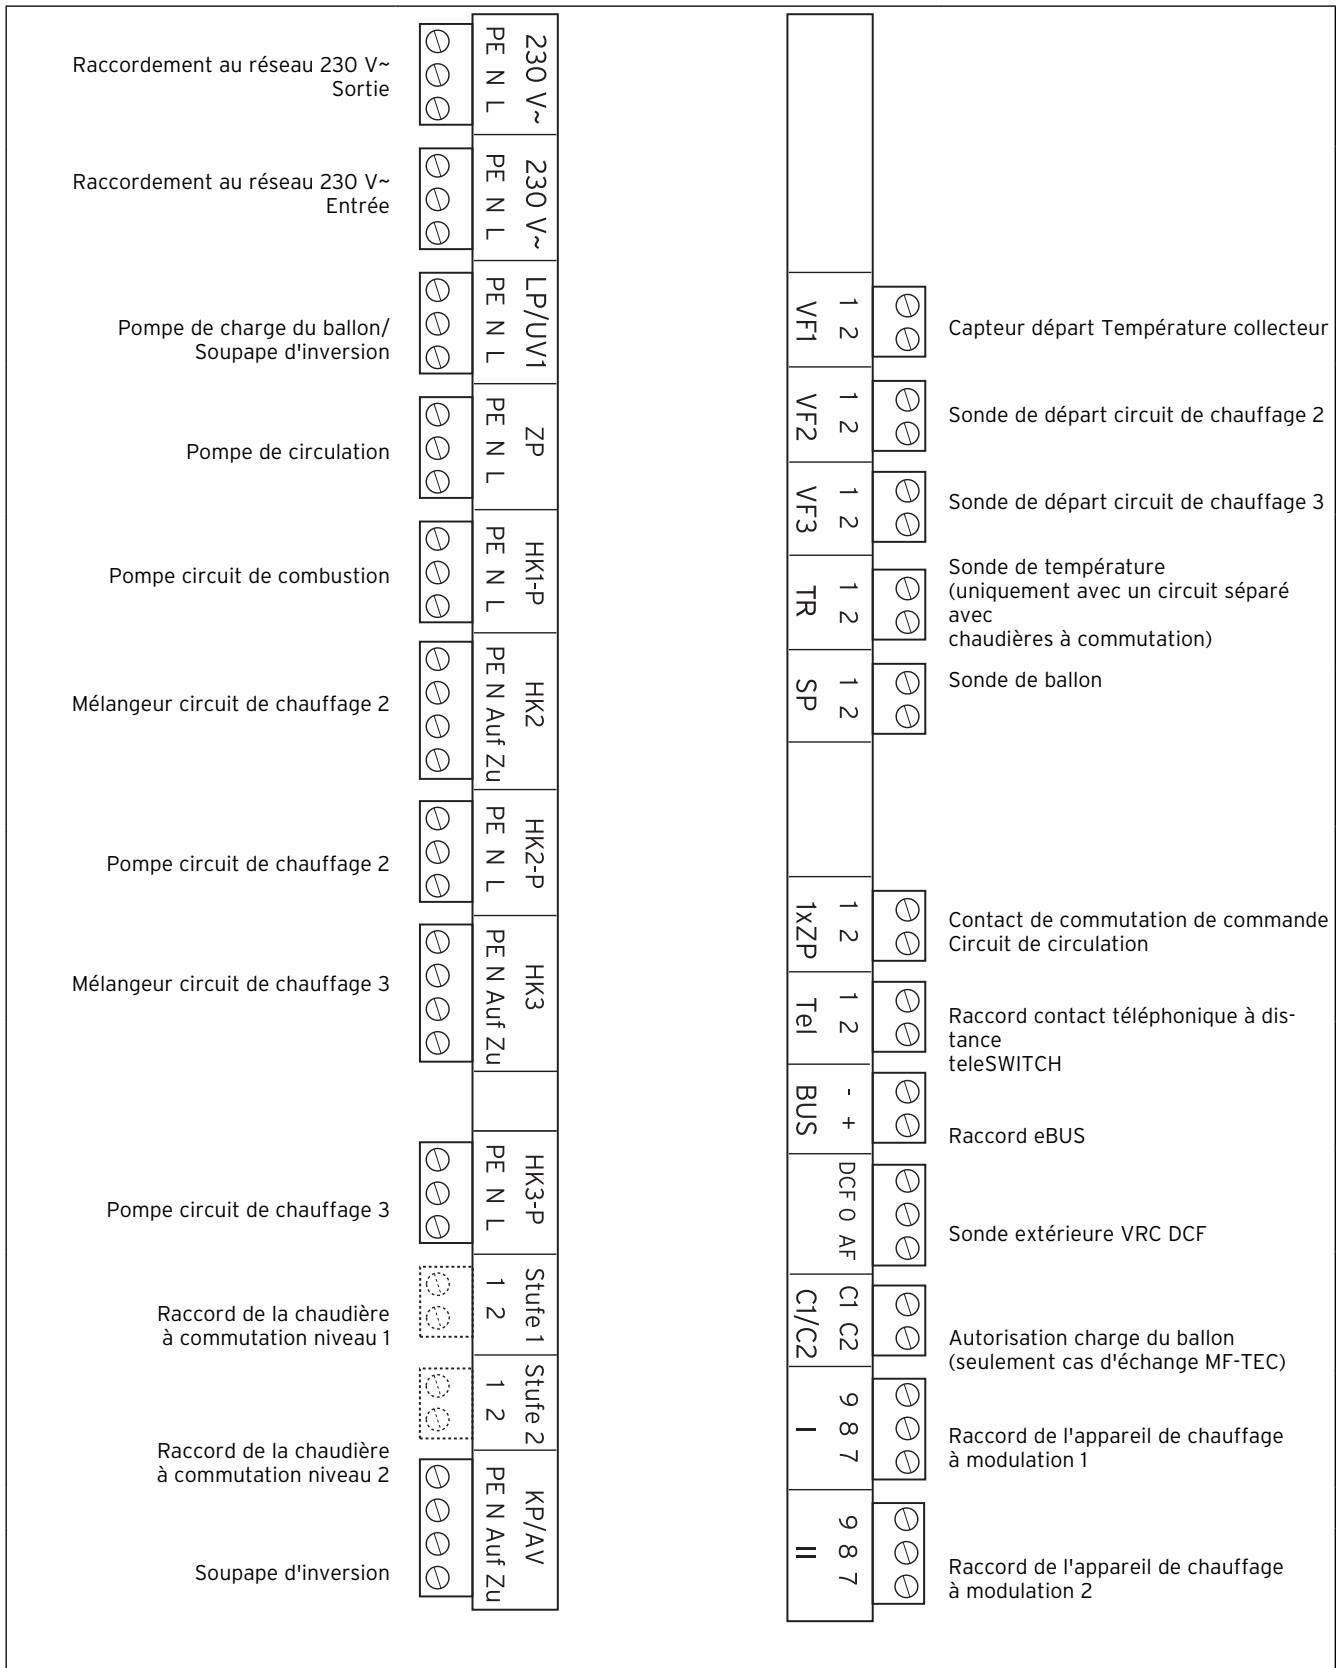 Raccordement au réseau 230 V~
Sortie
PE N L
230 V~
Raccordement au réseau 230 V~
Entrée
PE N L
230 V~
Pompe de charge du ballon/
Soupape d'inversion
PE N L
LP/UV1
Pompe de circulation
PE N L
ZP
Pompe circuit de combustion
PE N L
HK1-P
Mélangeur circuit de chauffage 2
PE N Auf Zu
HK2
Pompe circuit de chauffage 2
PE N L
HK2-P
Mélangeur circuit de chauffage 3
PE N Auf Zu
HK3
Pompe circuit de chauffage 3
PE N L
HK3-P
Raccord de la chaudière
à commutation niveau 1
1 2
Stufe 1
Raccord de la chaudière
à commutation niveau 2
1 2
Stufe 2
Soupape d'inversion
PE N Auf Zu
KP/AV
VF1
1 2
Capteur départ Température collecteur
VF2
1 2
Sonde de départ circuit de chauffage 2
VF3
1 2
Sonde de départ circuit de chauffage 3
TR
1 2
Sonde de température
(uniquement avec un circuit séparé
avec
chaudières à commutation)
SP
1 2
Sonde de ballon
1xZP
1 2
Contact de commutation de commande
Circuit de circulation
Tel
1 2
Raccord contact téléphonique à dis-
tance
teleSWITCH
BUS
- +
Raccord eBUS
DCF O AF
Sonde extérieure VRC DCF
C1/C2
C1 C2
Autorisation charge du ballon
(seulement cas d'échange MF-TEC)
I
9 8 7
Raccord de l'appareil de chauffage
à modulation 1
II
9 8 7
Raccord de l'appareil de chauffage
à modulation 2